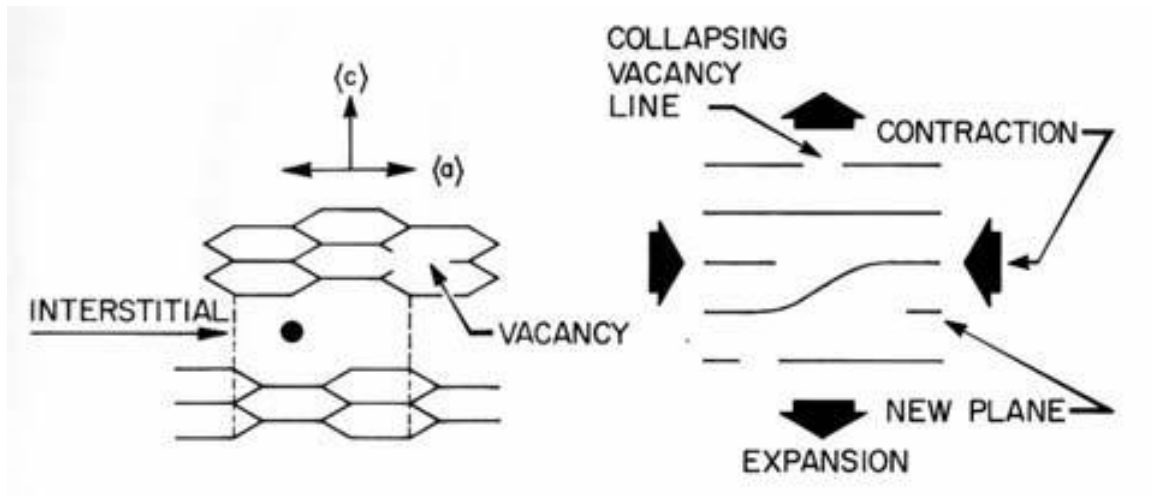 ⟨c⟩
⟨a⟩
INTERSTITIAL
VACANCY
COLLAPSING
VACANCY
LINE
CONTRACTION
NEW PLANE
EXPANSION